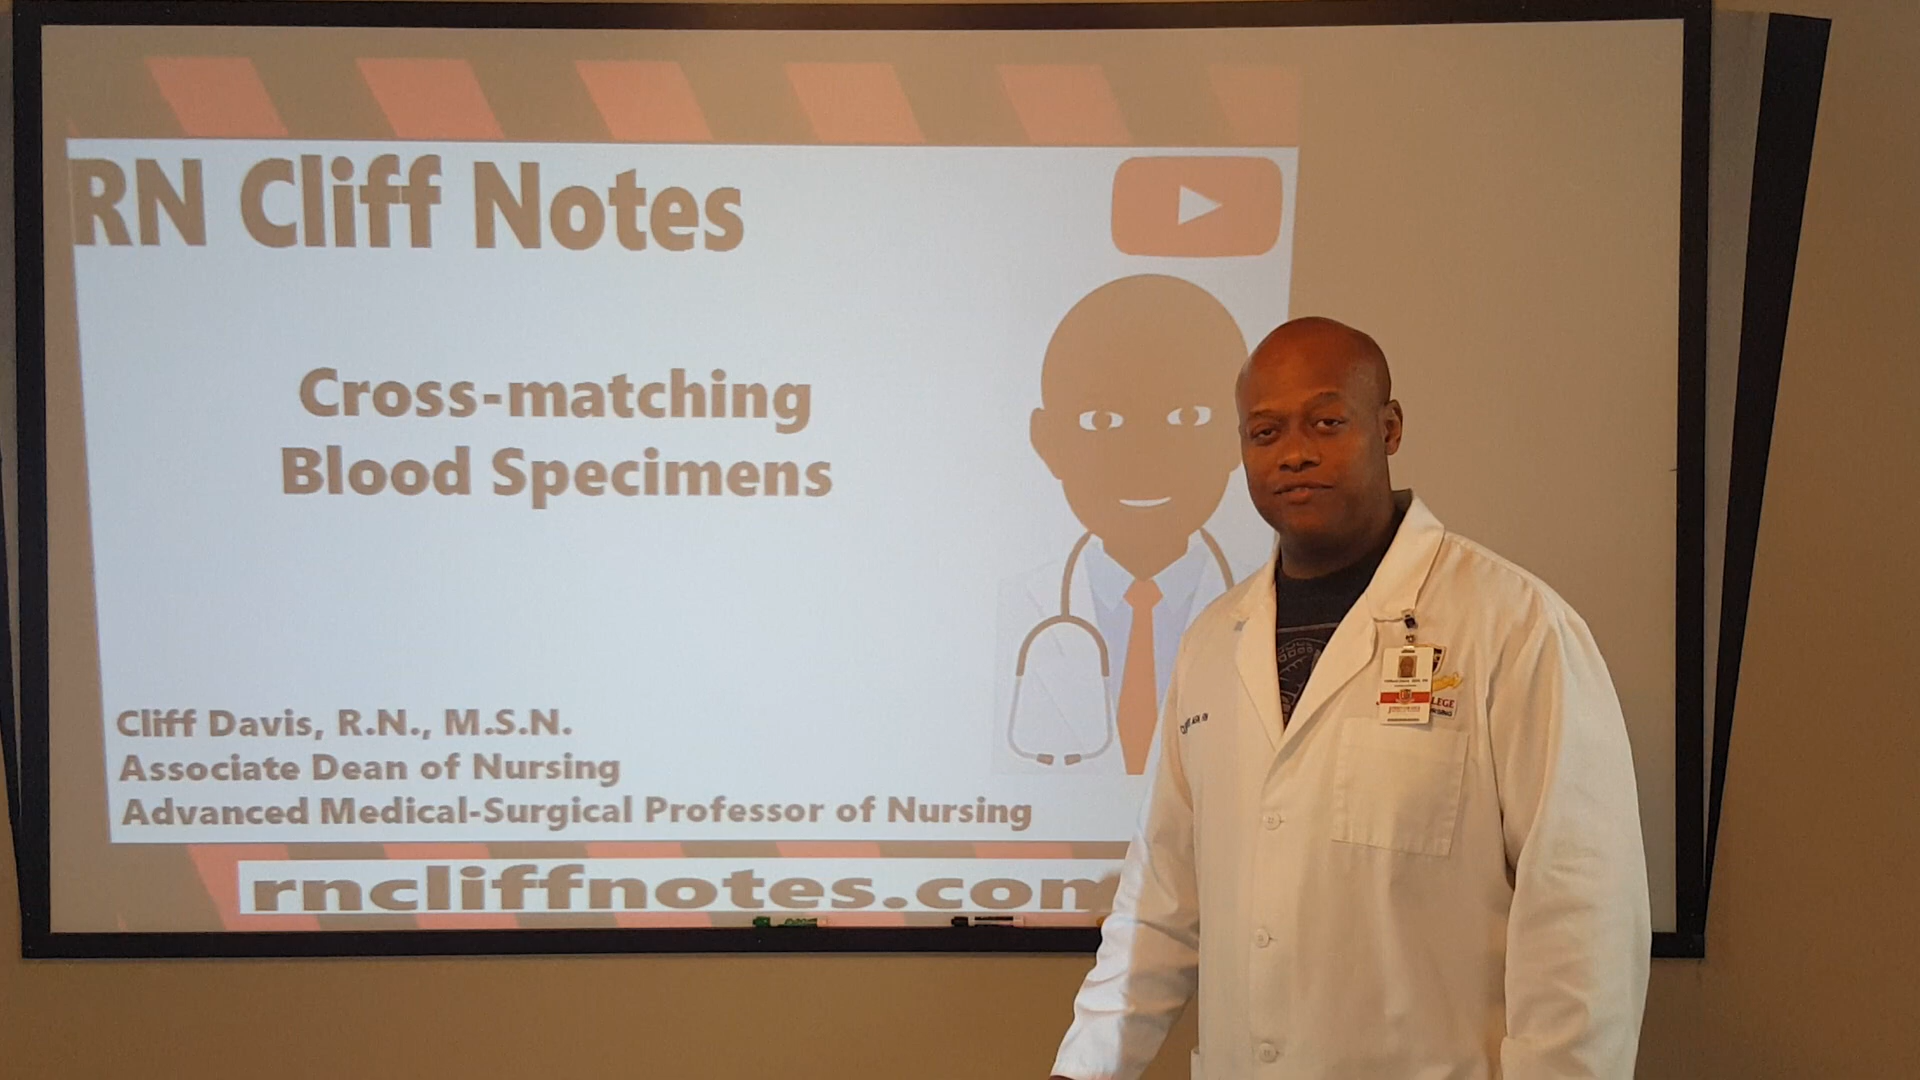 RN Cliff Notes
Cross-matching
Blood Specimens
Cliff Davis, R.N., M.S.N.
Associate Dean of Nursing
Advanced Medical-Surgical Professor of Nursing
rncliffnotes.com
LEGE